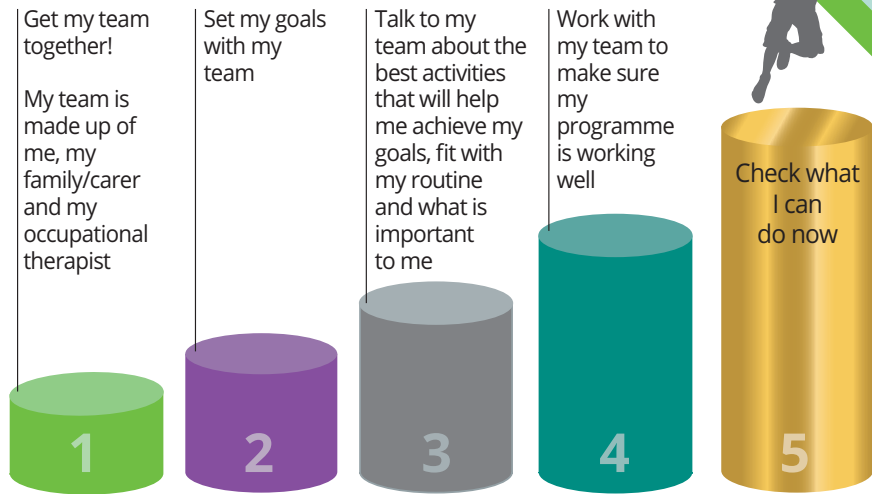 Get my team
together!
My team is
made up of
me, my
family/carer
and my
occupational
therapist
1
Set my goals
with my
team
2
Talk to my
team about the
best activities
that will help
me achieve my
goals, fit with
my routine
and what is
important
to me
3
Work with
my team to
make sure
my
programme
is working
well
4
Check what
I can
do now
5